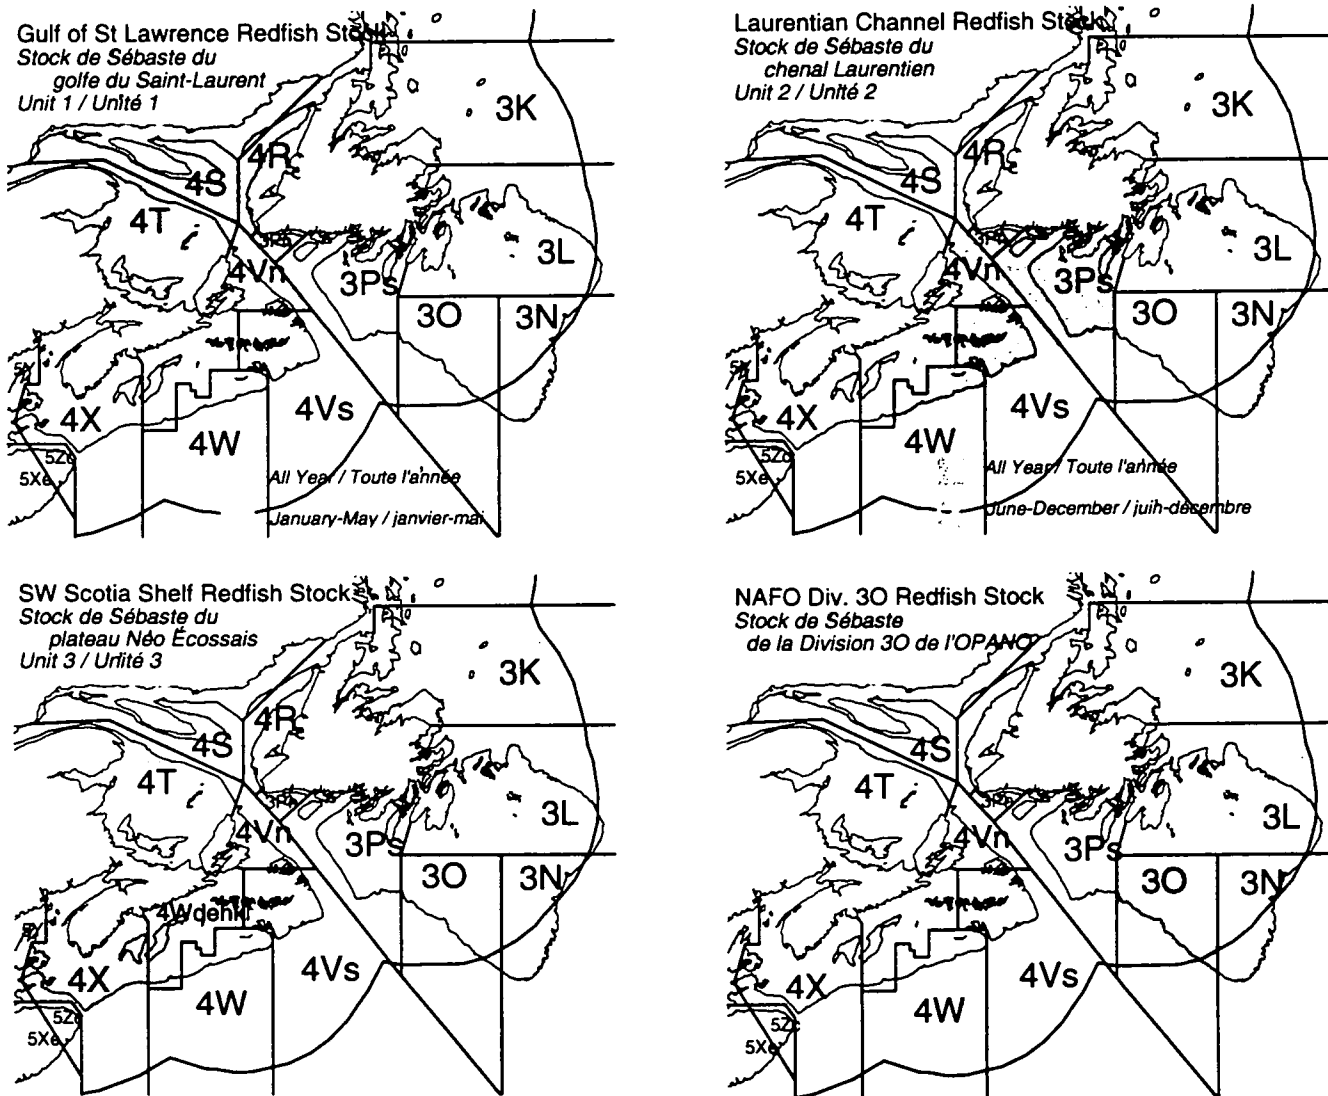 Gulf of St Lawrence Redfish Stock
Stock de Sébaste du
golfe du Saint-Laurent
Unit 1 / Unité 1
3K
4R
4S
4T
3L
4Vn
3Ps
3O
3N
4X
4Vs
4W
5Zc
5Xe
All Year / Toute l'année
January-May / janvier-mai
Laurentian Channel Redfish Stock
Stock de Sébaste du
chenal Laurentien
Unit 2 / Unité 2
3K
4R
4S
4T
3L
4Vn
3Ps
3O
3N
4X
4Vs
4W
5Zc
5Xe
All Year / Toute l'année
June-December / juin-décembre
SW Scotia Shelf Redfish Stock
Stock de Sébaste du
plateau Néo Écossais
Unit 3 / Unité 3
3K
4R
4S
4T
3L
4Vn
3Ps
3O
3N
4Wdehkl
4X
4Vs
4W
5Zc
5Xe
NAFO Div. 3O Redfish Stock
Stock de Sébaste
de la Division 3O de l'OPANO
3K
4R
4S
4T
3L
4Vn
3Ps
3O
3N
4X
4Vs
4W
5Zc
5Xe